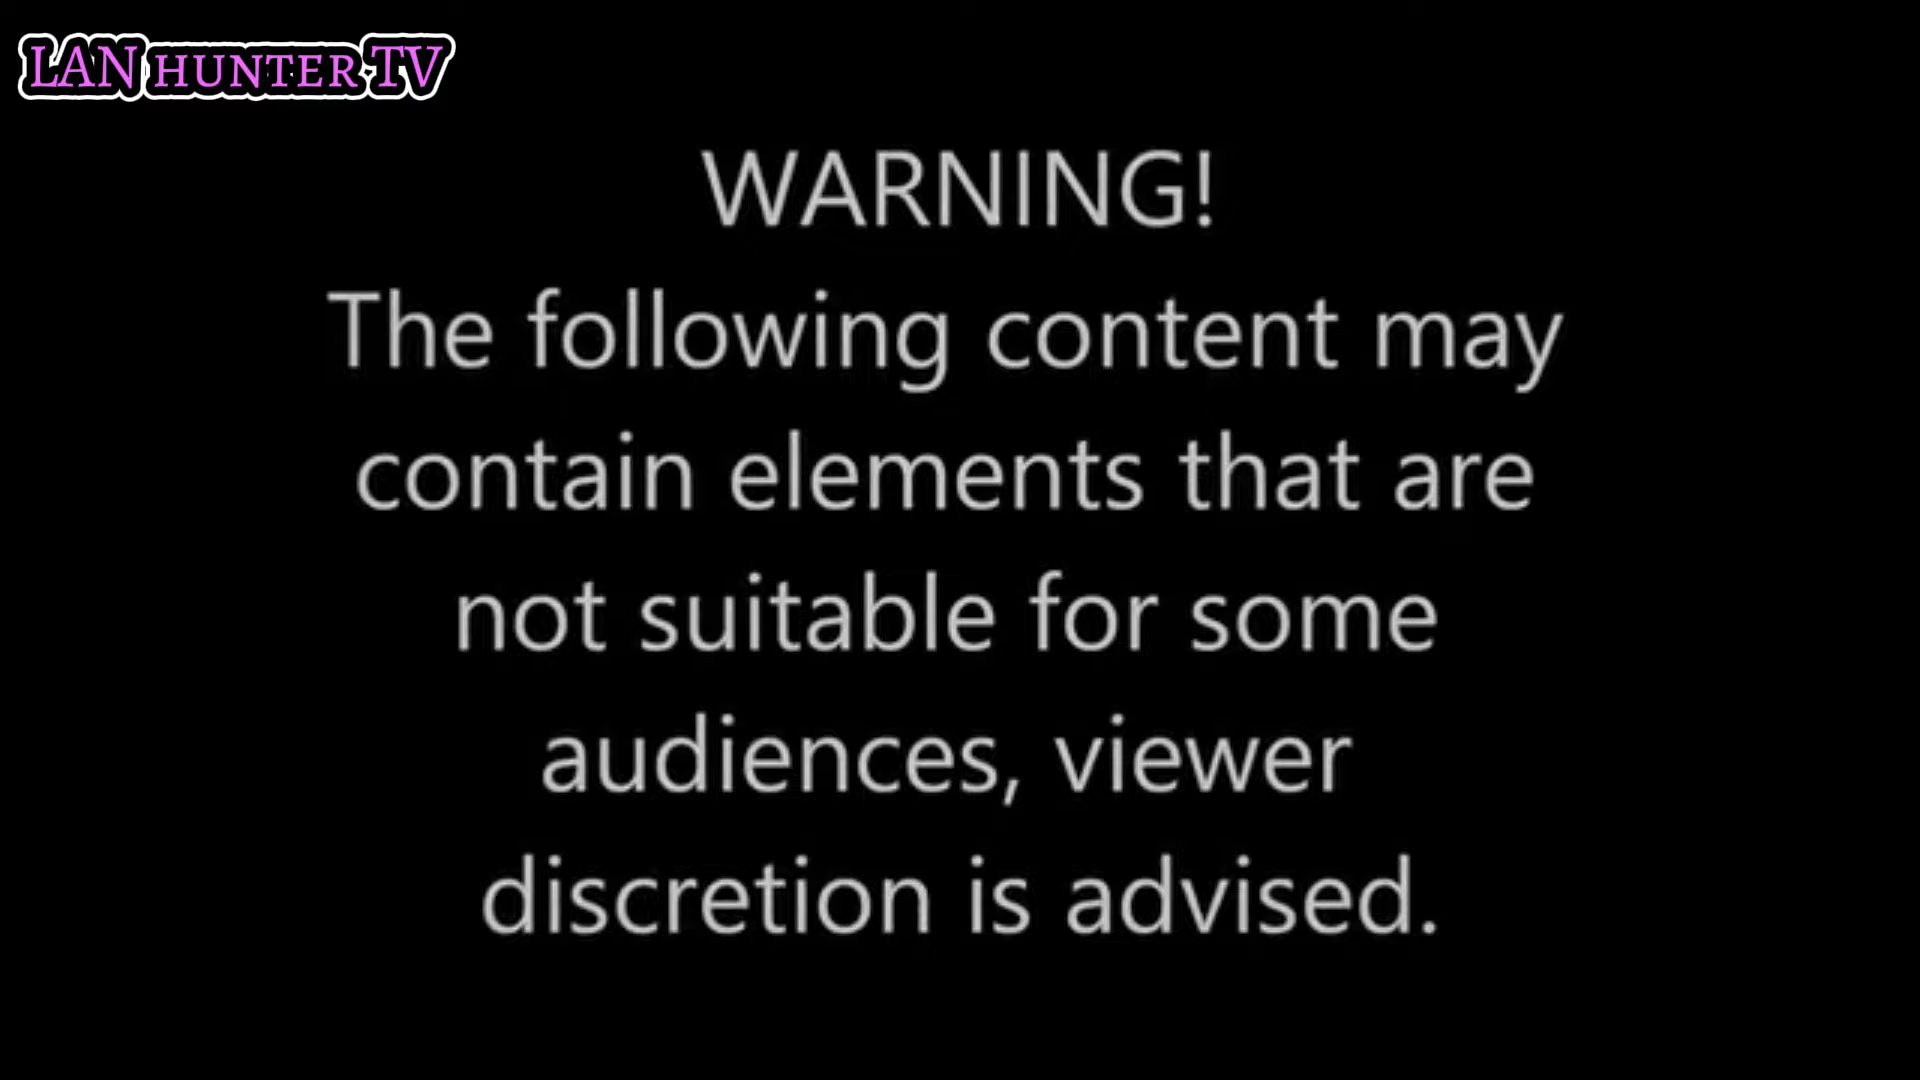 LAN HUNTER TV
WARNING!
The following content may
contain elements that are
not suitable for some
audiences, viewer
discretion is advised.